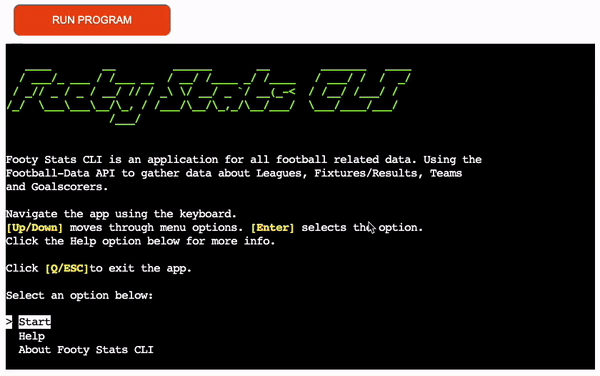 RUN PROGRAM
Footy Stats CLI
Footy Stats CLI is an application for all football related data. Using the
Football-Data API to gather data about Leagues, Fixtures/Results, Teams
and Goalscorers.
Navigate the app using the keyboard.
[Up/Down] moves through menu options. [Enter] selects the option.
Click the Help option below for more info.
Click [Q/ESC]to exit the app.
Select an option below:
> Start
Help
About Footy Stats CLI